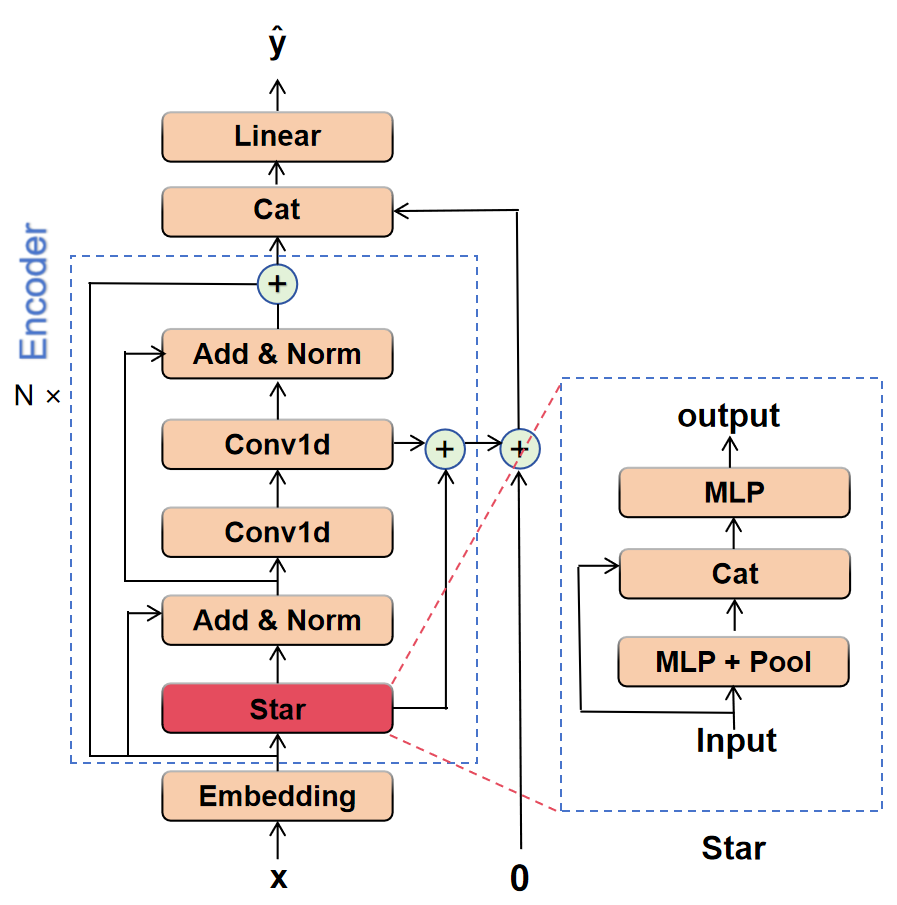 ŷ
Linear
Cat
Encoder
N ×
+
Add & Norm
Conv1d
+
+
Conv1d
Add & Norm
Star
Embedding
x
0
output
MLP
Cat
MLP + Pool
Input
Star